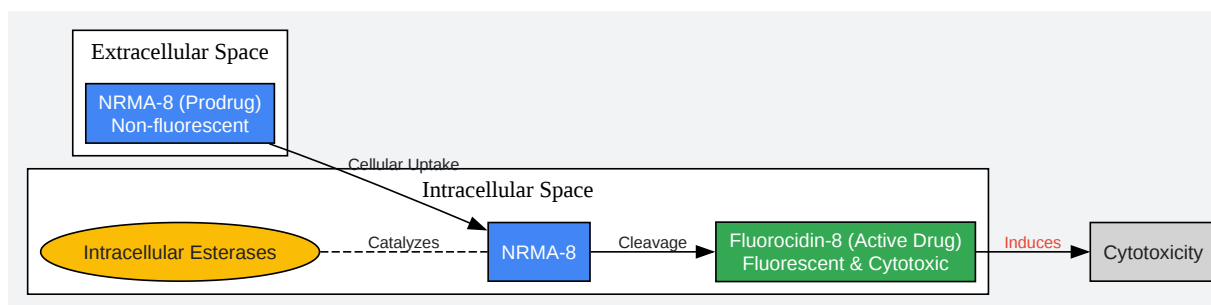 Extracellular Space
NRMA-8 (Prodrug)
Non-fluorescent
Cellular Uptake
Intracellular Space
Intracellular Esterases
Catalyzes
NRMA-8
Cleavage
Fluorocidin-8 (Active Drug)
Fluorescent & Cytotoxic
Induces
Cytotoxicity